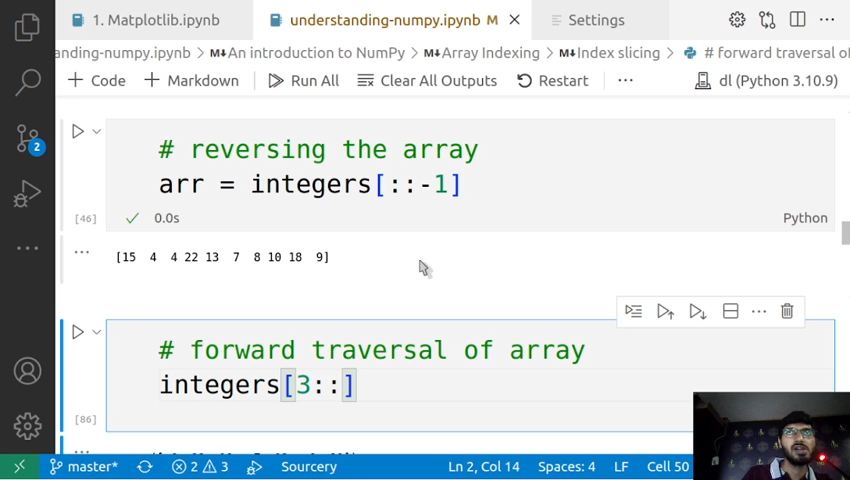 1. Matplotlib.ipynb
understanding-numpy.ipynb M
Settings
anding-numpy.ipynb > M↓An introduction to NumPy > M↓Array Indexing > M↓Index slicing > # forward traversal of
+ Code + Markdown Run All Clear All Outputs Restart ... dl (Python 3.10.9)
# reversing the array
arr = integers[::-1]
[46] 0.0s Python
[15 4 4 22 13 7 8 10 18 9]
# forward traversal of array
integers[3::]
[86]
2
master* 2 3 Sourcery Ln 2, Col 14 Spaces: 4 LF Cell 50